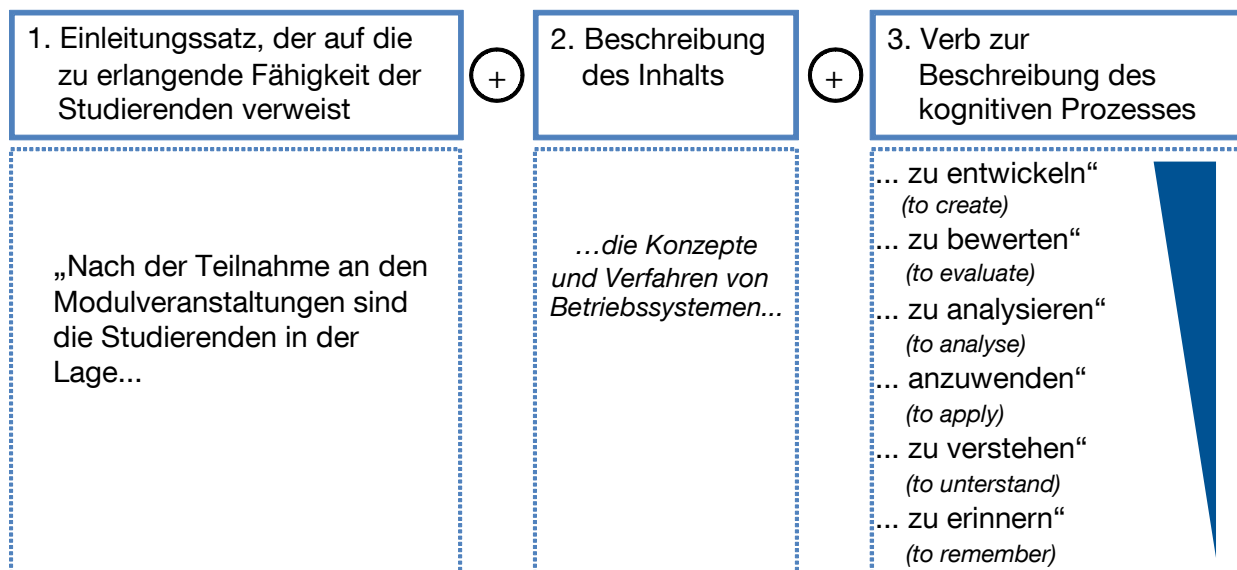 1. Einleitungssatz, der auf die
zu erlangende Fähigkeit der
Studierenden verweist
+
2. Beschreibung
des Inhalts
+
3. Verb zur
Beschreibung des
kognitiven Prozesses
„Nach der Teilnahme an den
Modulveranstaltungen sind
die Studierenden in der
Lage...
…die Konzepte
und Verfahren von
Betriebssystemen...
... zu entwickeln“
(to create)
... zu bewerten“
(to evaluate)
... zu analysieren“
(to analyse)
... anzuwenden“
(to apply)
... zu verstehen“
(to unterstand)
... zu erinnern“
(to remember)